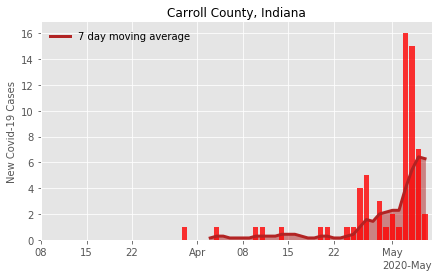 Carroll County, Indiana
7 day moving average
New Covid-19 Cases
16
14
12
10
8
6
4
2
0
08 15 22 Apr 08 15 22 May
2020-May